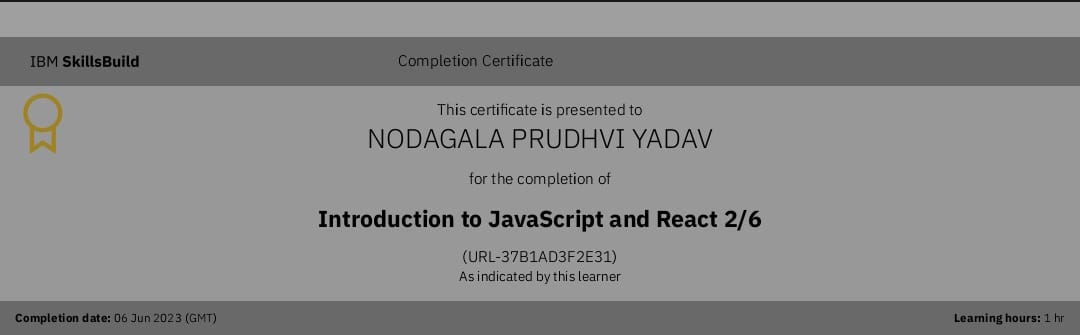 IBM SkillsBuild
Completion Certificate
This certificate is presented to
NODAGALA PRUDHVI YADAV
for the completion of
Introduction to JavaScript and React 2/6
(URL-37B1AD3F2E31)
As indicated by this learner
Completion date: 06 Jun 2023 (GMT)
Learning hours: 1 hr